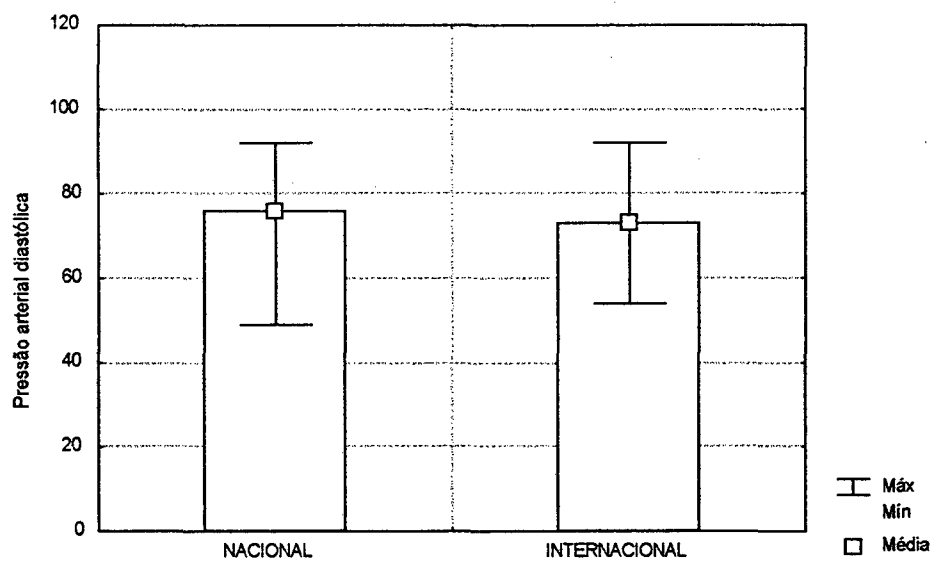 120
100
80
60
40
20
0
Pressão arterial diastólica
NACIONAL
INTERNACIONAL
Máx
Mín
Média